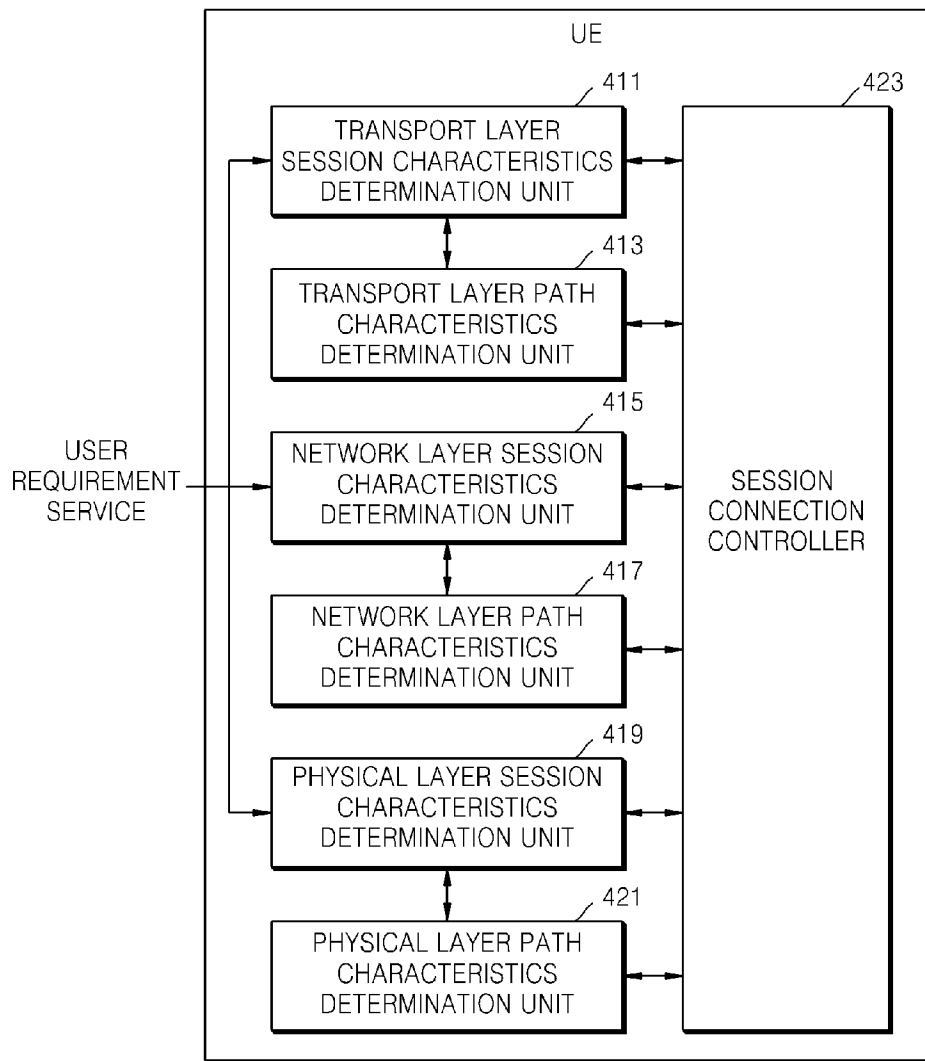 UE
411
TRANSPORT LAYER
SESSION CHARACTERISTICS
DETERMINATION UNIT
413
TRANSPORT LAYER PATH
CHARACTERISTICS
DETERMINATION UNIT
415
NETWORK LAYER SESSION
CHARACTERISTICS
DETERMINATION UNIT
417
NETWORK LAYER PATH
CHARACTERISTICS
DETERMINATION UNIT
419
PHYSICAL LAYER SESSION
CHARACTERISTICS
DETERMINATION UNIT
421
PHYSICAL LAYER PATH
CHARACTERISTICS
DETERMINATION UNIT
USER
REQUIREMENT
SERVICE
423
SESSION
CONNECTION
CONTROLLER